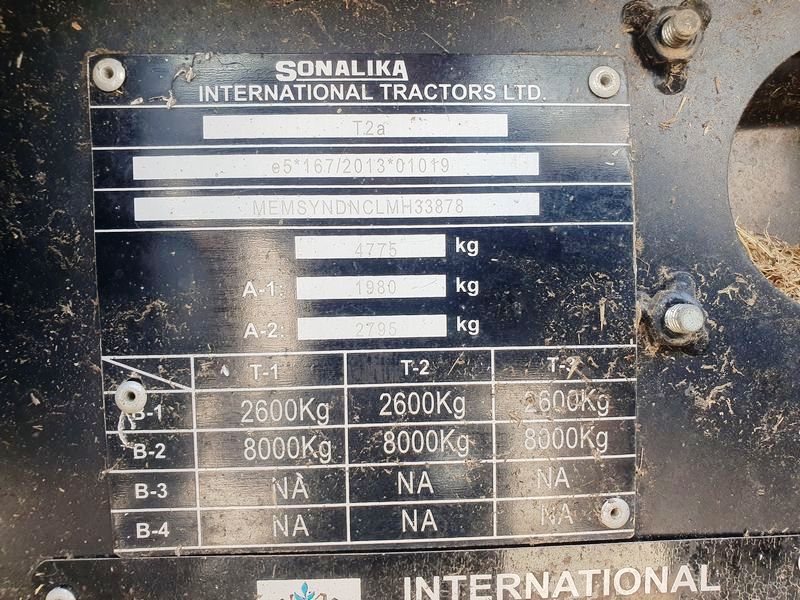 SONALIKA
INTERNATIONAL TRACTORS LTD.
T2a
e5*167/2013*01019
MEMSYNDNCLMH33878
4775 kg
A-1: 1980 kg
A-2: 2795 kg
T-1 T-2 T-3
B-1 2600Kg 2600Kg 2600Kg
B-2 8000Kg 8000Kg 8000Kg
B-3 NA NA NA
B-4 NA NA NA
INTERNATIONAL